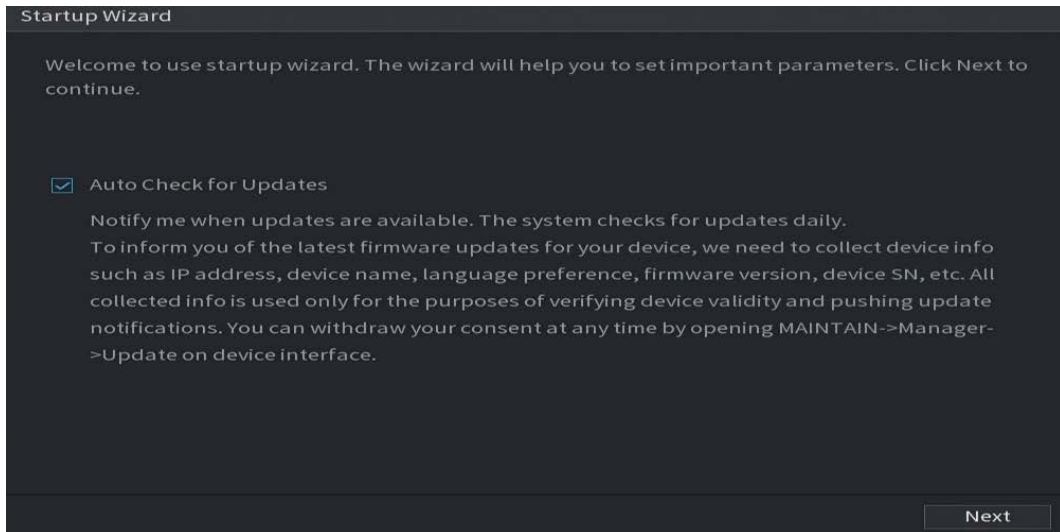 Startup Wizard
Welcome to use startup wizard. The wizard will help you to set important parameters. Click Next to
continue.
Auto Check for Updates
Notify me when updates are available. The system checks for updates daily.
To inform you of the latest firmware updates for your device, we need to collect device info
such as IP address, device name, language preference, firmware version, device SN, etc. All
collected info is used only for the purposes of verifying device validity and pushing update
notifications. You can withdraw your consent at any time by opening MAINTAIN->Manager-
>Update on device interface.
Next